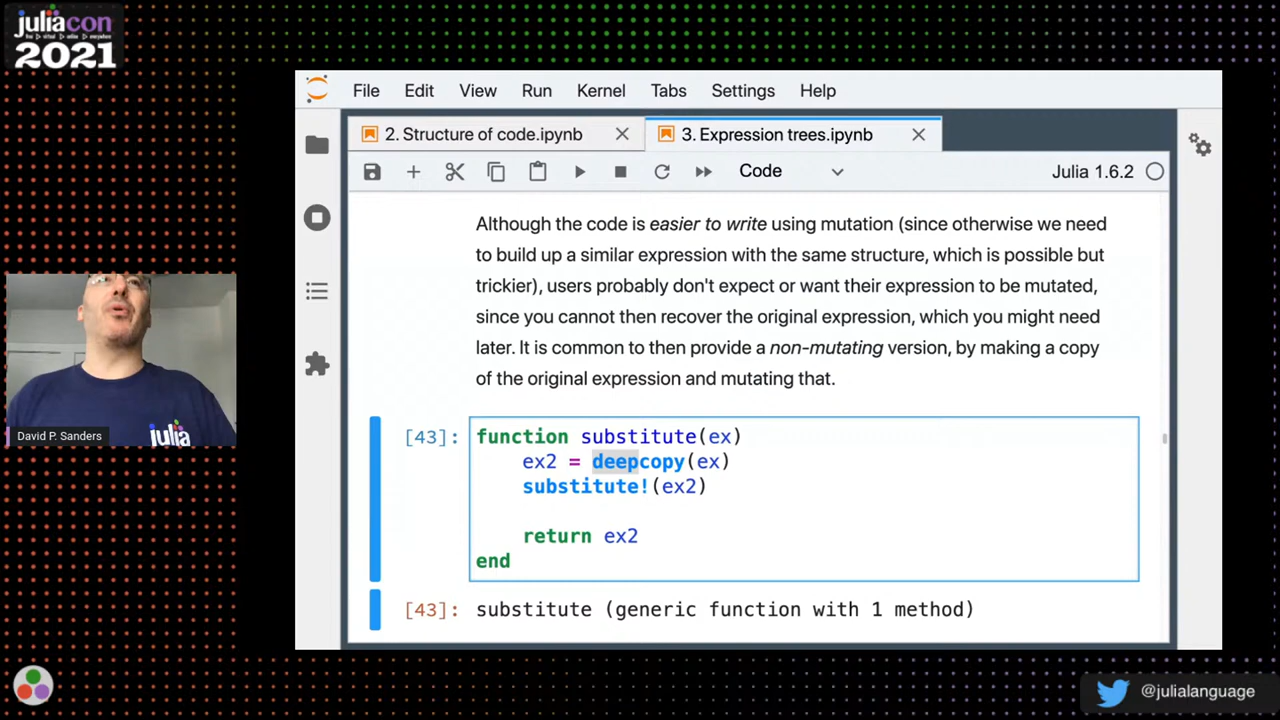 juliacon
2021
File Edit View Run Kernel Tabs Settings Help
2. Structure of code.ipynb
3. Expression trees.ipynb
Code
Julia 1.6.2
Although the code is easier to write using mutation (since otherwise we need
to build up a similar expression with the same structure, which is possible but
trickier), users probably don't expect or want their expression to be mutated,
since you cannot then recover the original expression, which you might need
later. It is common to then provide a non-mutating version, by making a copy
of the original expression and mutating that.
[43]: function substitute(ex)
ex2 = deepcopy(ex)
substitute!(ex2)
return ex2
end
[43]: substitute (generic function with 1 method)
julia
David P. Sanders
@julialanguage